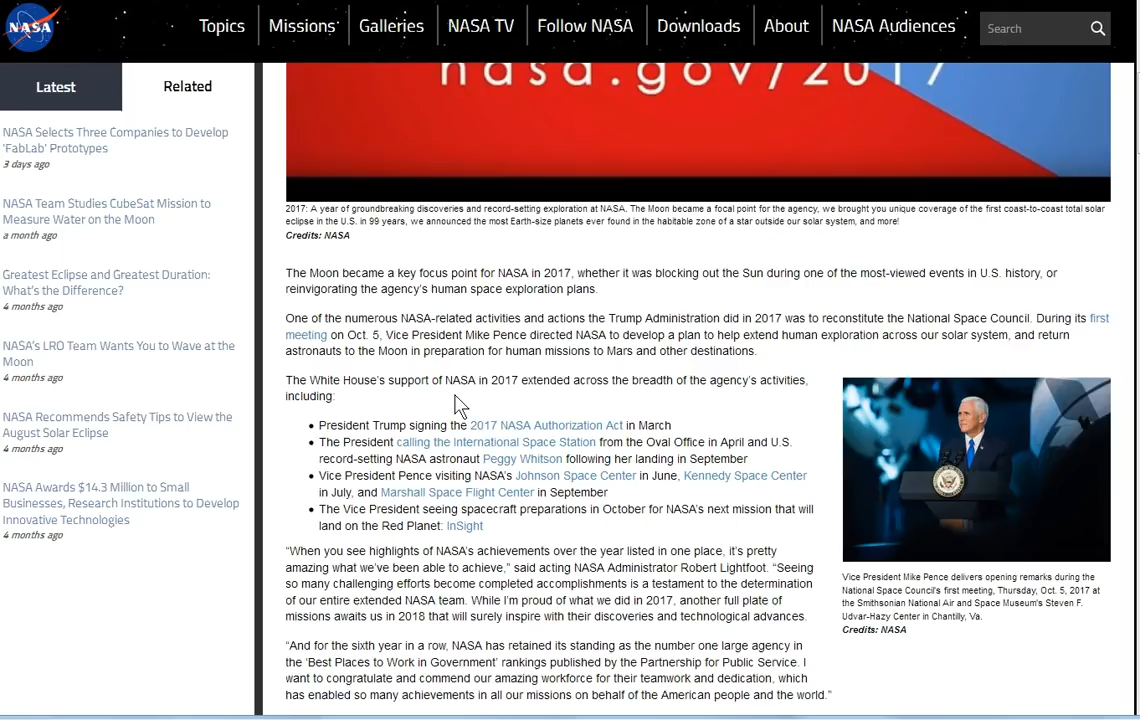 NASA
Topics Missions Galleries NASA TV Follow NASA Downloads About NASA Audiences Search
Latest Related
NASA Selects Three Companies to Develop
'FabLab' Prototypes
3 days ago
NASA Team Studies CubeSat Mission to
Measure Water on the Moon
a month ago
Greatest Eclipse and Greatest Duration:
What's the Difference?
4 months ago
NASA's LRO Team Wants You to Wave at the
Moon
4 months ago
NASA Recommends Safety Tips to View the
August Solar Eclipse
4 months ago
NASA Awards $14.3 Million to Small
Businesses, Research Institutions to Develop
Innovative Technologies
4 months ago
nasa.gov/2017
2017: A year of groundbreaking discoveries and record-setting exploration at NASA. The Moon became a focal point for the agency, we brought you unique coverage of the first coast-to-coast total solar
eclipse in the U.S. in 99 years, we announced the most Earth-size planets ever found in the habitable zone of a star outside our solar system, and more!
Credits: NASA
The Moon became a key focus point for NASA in 2017, whether it was blocking out the Sun during one of the most-viewed events in U.S. history, or
reinvigorating the agency's human space exploration plans.
One of the numerous NASA-related activities and actions the Trump Administration did in 2017 was to reconstitute the National Space Council. During its first
meeting on Oct. 5, Vice President Mike Pence directed NASA to develop a plan to help extend human exploration across our solar system, and return
astronauts to the Moon in preparation for human missions to Mars and other destinations.
The White House's support of NASA in 2017 extended across the breadth of the agency's activities,
including:
• President Trump signing the 2017 NASA Authorization Act in March
• The President calling the International Space Station from the Oval Office in April and U.S.
record-setting NASA astronaut Peggy Whitson following her landing in September
• Vice President Pence visiting NASA's Johnson Space Center in June, Kennedy Space Center
in July, and Marshall Space Flight Center in September
• The Vice President seeing spacecraft preparations in October for NASA's next mission that will
land on the Red Planet: InSight
"When you see highlights of NASA's achievements over the year listed in one place, it's pretty
amazing what we've been able to achieve," said acting NASA Administrator Robert Lightfoot. "Seeing
so many challenging efforts become completed accomplishments is a testament to the determination
of our entire extended NASA team. While I'm proud of what we did in 2017, another full plate of
missions awaits us in 2018 that will surely inspire with their discoveries and technological advances.
"And for the sixth year in a row, NASA has retained its standing as the number one large agency in
the 'Best Places to Work in Government' rankings published by the Partnership for Public Service. I
want to congratulate and commend our amazing workforce for their teamwork and dedication, which
has enabled so many achievements in all our missions on behalf of the American people and the world."
Vice President Mike Pence delivers opening remarks during the
National Space Council's first meeting, Thursday, Oct. 5, 2017 at
the Smithsonian National Air and Space Museum's Steven F.
Udvar-Hazy Center in Chantilly, Va.
Credits: NASA